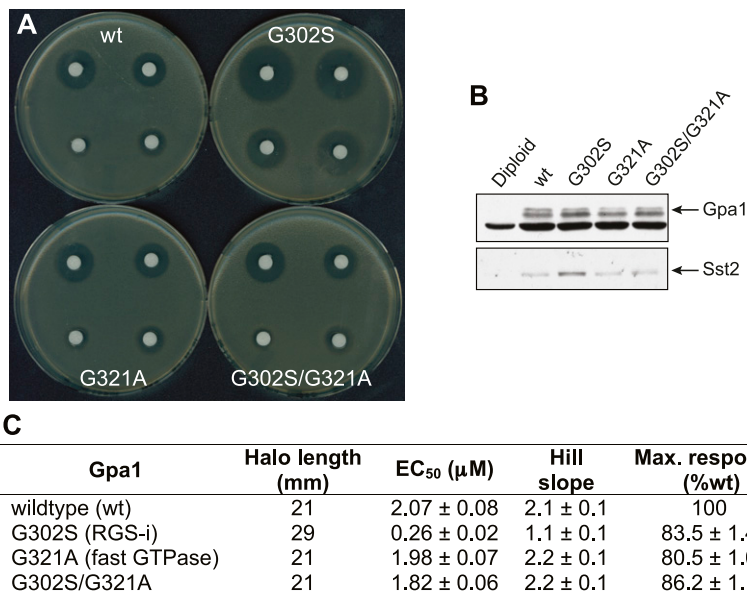 A
wt
G302S
G321A
G302S/G321A
B
Diploid
wt
G302S
G321A
G302S/G321A
Gpa1
Sst2
C
Gpa1 Halo length (mm) EC50 (μM) Hill slope Max. respo (%wt)
wildtype (wt) 21 2.07 ± 0.08 2.1 ± 0.1 100
G302S (RGS-i) 29 0.26 ± 0.02 1.1 ± 0.1 83.5 ± 1.
G321A (fast GTPase) 21 1.98 ± 0.07 2.2 ± 0.1 80.5 ± 1.
G302S/G321A 21 1.82 ± 0.06 2.2 ± 0.1 86.2 ± 1.